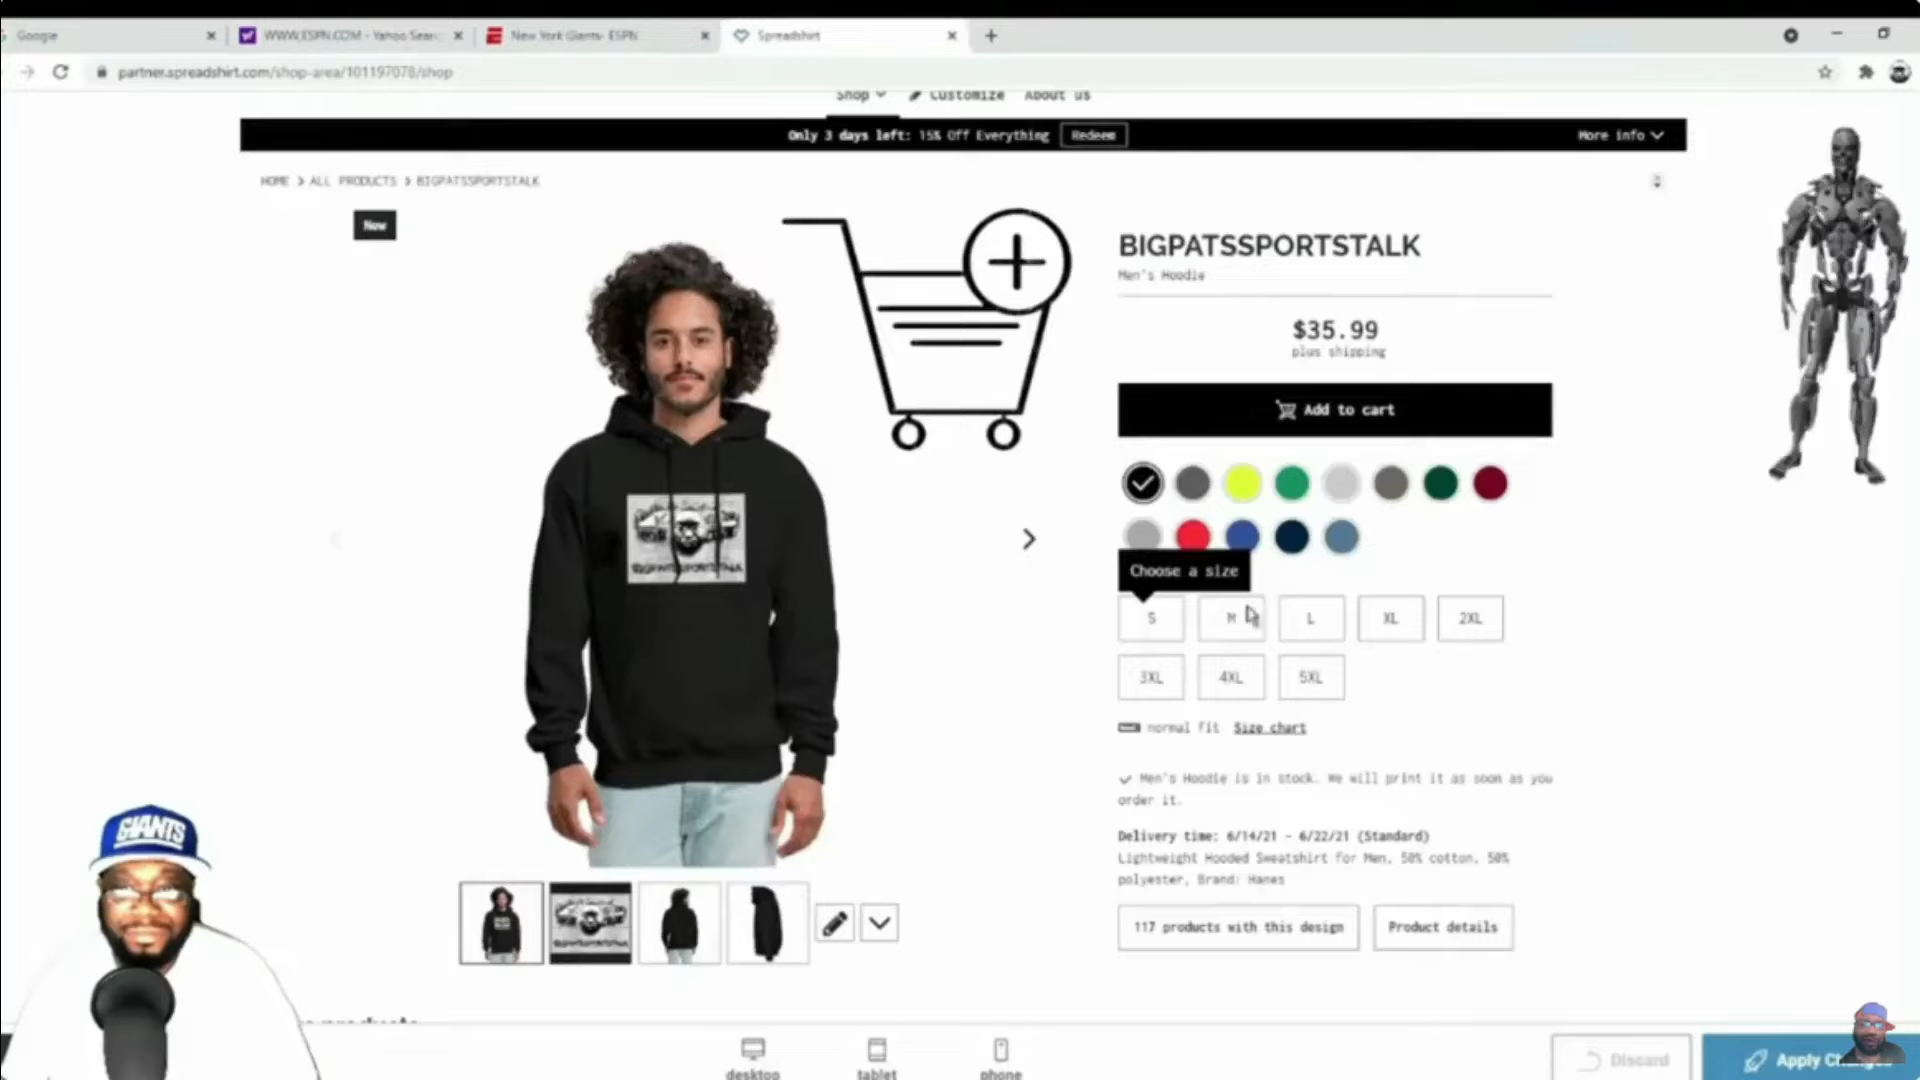 Google
WWW.ESPN.COM - Yahoo Sear
New York Giants- ESPN
Spreadshirt
partner.spreadshirt.com/shop-area/101197078/shop
Shop
Customize
About us
Only 3 days left: 15% Off Everything
Redeem
More info
HOME > ALL PRODUCTS > BIGPATSSPORTSTALK
New
BIGPATSSPORTSTALK
Men's Hoodie
$35.99
plus shipping
Add to cart
Choose a size
S M L XL 2XL
3XL 4XL 5XL
normal fit Size chart
Men's Hoodie is in stock. We will print it as soon as you
order it.
Delivery time: 6/14/21 - 6/22/21 (Standard)
Lightweight Hooded Sweatshirt for Men, 50% cotton, 50%
polyester, Brand: Hanes
117 products with this design
Product details
GIANTS
desktop
tablet
phone
Discard
Apply